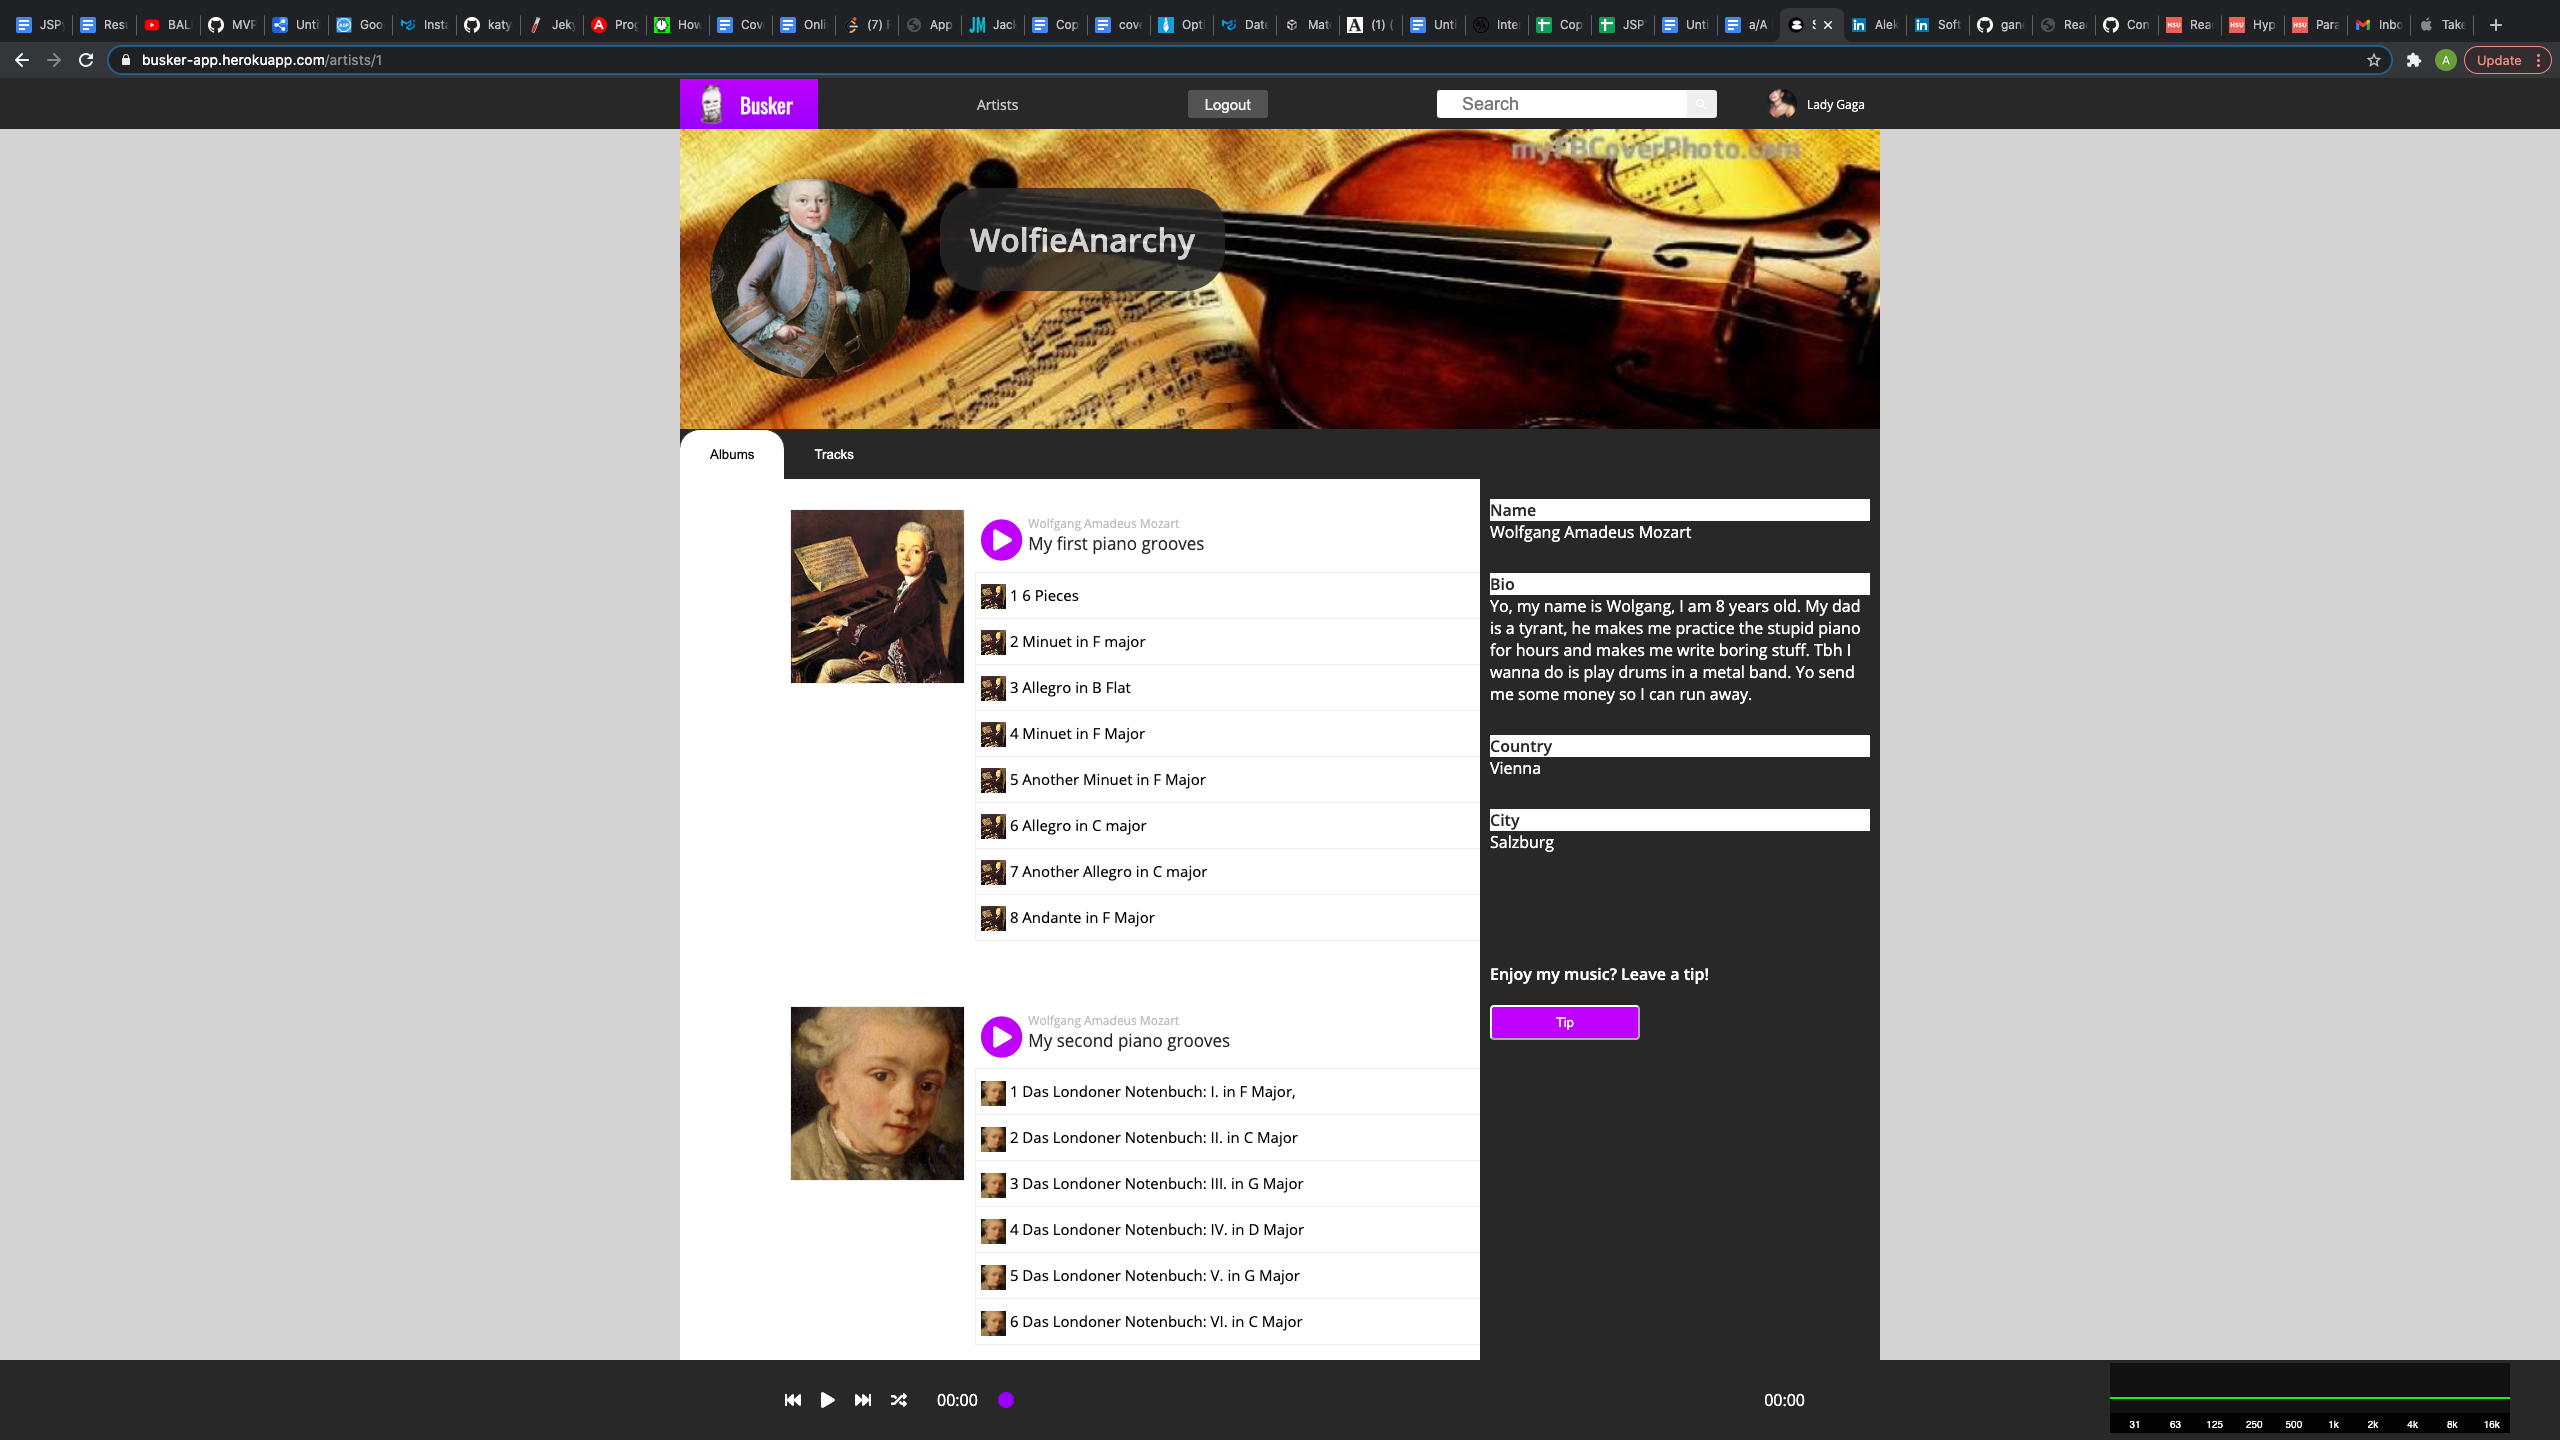 JSP
Res
BAL
MVP
Unti
Goo
Inst
katy
Jek
Prog
How
Cov
Onli
(7) F
App
JM Jack
Cop
cove
Opti
Date
Mat
A (1) (
Unti
Inte
Cop
JSP
Unti
a/A
S
in Alek
in Soft
gan
Rea
Con
HSU Rea
HSU Hyp
HSU Para
Inbo
Take
busker-app.herokuapp.com/artists/1
A
Update
Busker
Artists
Logout
Search
Lady Gaga
myFBCoverPhoto.com
WolfieAnarchy
Albums
Tracks
Wolfgang Amadeus Mozart
My first piano grooves
1 6 Pieces
2 Minuet in F major
3 Allegro in B Flat
4 Minuet in F Major
5 Another Minuet in F Major
6 Allegro in C major
7 Another Allegro in C major
8 Andante in F Major
Wolfgang Amadeus Mozart
My second piano grooves
1 Das Londoner Notenbuch: I. in F Major,
2 Das Londoner Notenbuch: II. in C Major
3 Das Londoner Notenbuch: III. in G Major
4 Das Londoner Notenbuch: IV. in D Major
5 Das Londoner Notenbuch: V. in G Major
6 Das Londoner Notenbuch: VI. in C Major
Name
Wolfgang Amadeus Mozart
Bio
Yo, my name is Wolgang, I am 8 years old. My dad
is a tyrant, he makes me practice the stupid piano
for hours and makes me write boring stuff. Tbh I
wanna do is play drums in a metal band. Yo send
me some money so I can run away.
Country
Vienna
City
Salzburg
Enjoy my music? Leave a tip!
Tip
00:00
00:00
31 63 125 250 500 1k 2k 4k 8k 16k